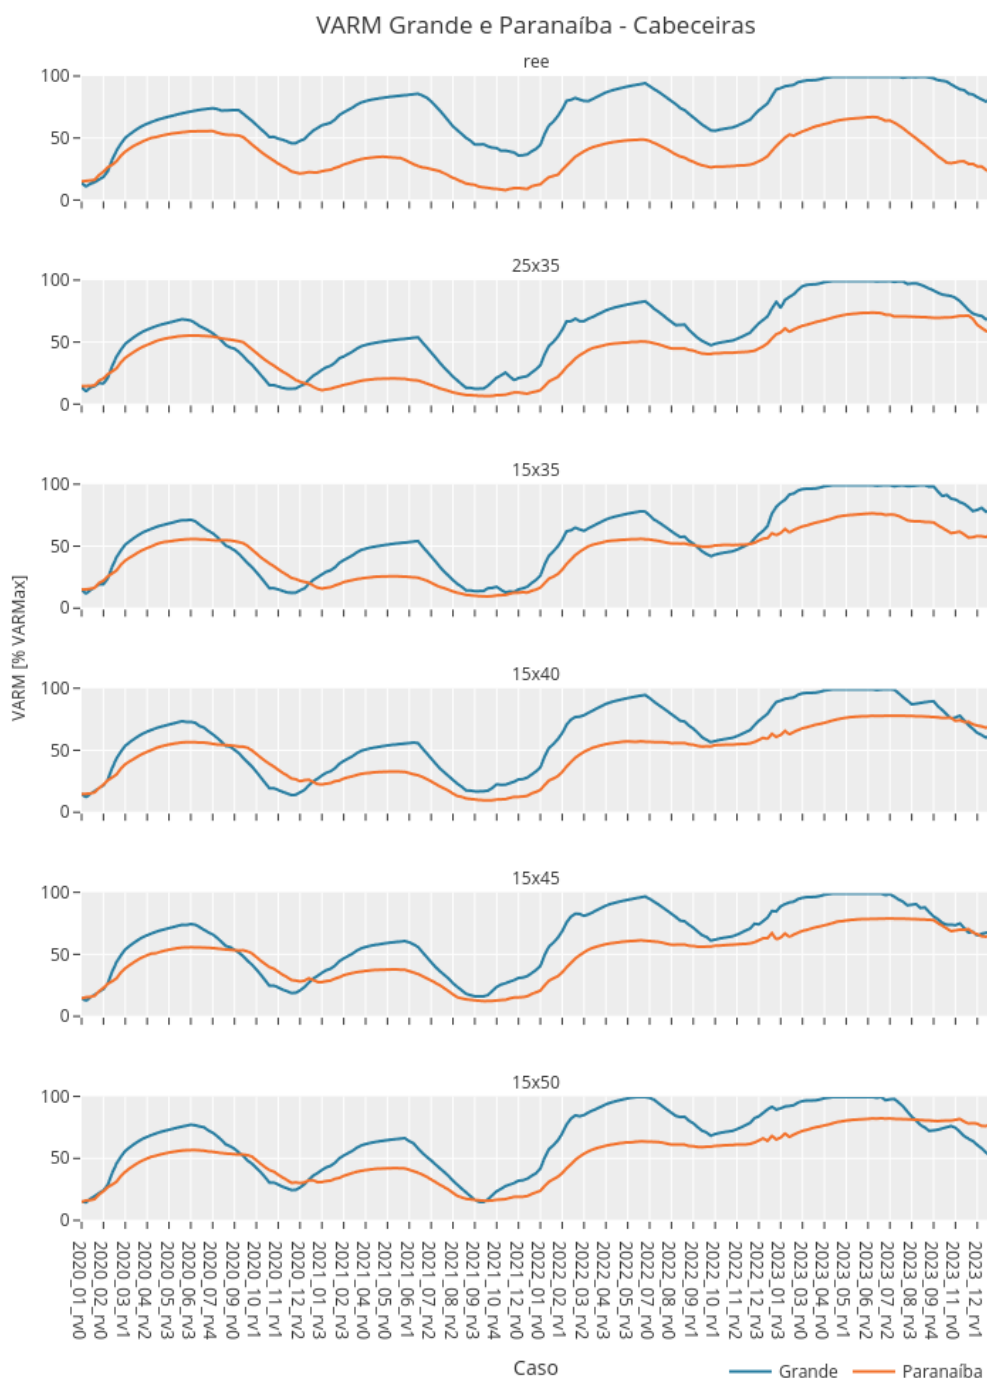 VARM Grande e Paranaíba - Cabeceiras
ree
100
50
0
25x35
100
50
0
15x35
100
50
0
VARM [% VARMax]
15x40
100
50
0
15x45
100
50
0
15x50
100
50
0
2020_01_rv0
2020_02_rv0
2020_03_rv1
2020_04_rv2
2020_05_rv3
2020_06_rv3
2020_07_rv4
2020_09_rv0
2020_10_rv1
2020_11_rv1
2020_12_rv2
2021_01_rv3
2021_02_rv3
2021_03_rv3
2021_04_rv0
2021_05_rv0
2021_06_rv1
2021_07_rv2
2021_08_rv2
2021_09_rv3
2021_10_rv4
2021_12_rv0
2022_01_rv0
2022_02_rv1
2022_03_rv2
2022_04_rv3
2022_05_rv3
2022_07_rv0
2022_08_rv0
2022_09_rv1
2022_10_rv2
2022_11_rv2
2022_12_rv3
2023_01_rv3
2023_03_rv0
2023_04_rv0
2023_05_rv1
2023_06_rv2
2023_07_rv2
2023_08_rv3
2023_09_rv4
2023_11_rv0
2023_12_rv1
Caso
Grande
Paranaíba